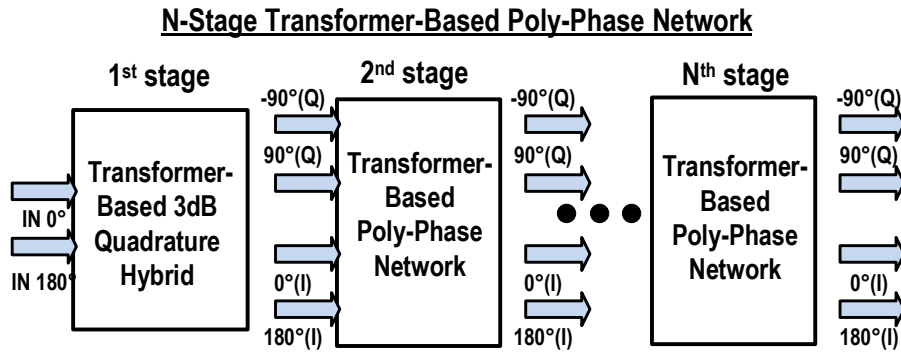 N-Stage Transformer-Based Poly-Phase Network
1st stage
2nd stage
Nth stage
IN 0°
IN 180°
Transformer-
Based 3dB
Quadrature
Hybrid
-90°(Q)
90°(Q)
0°(I)
180°(I)
Transformer-
Based
Poly-Phase
Network
-90°(Q)
90°(Q)
0°(I)
180°(I)
Transformer-
Based
Poly-Phase
Network
-90°(Q)
90°(Q)
0°(I)
180°(I)